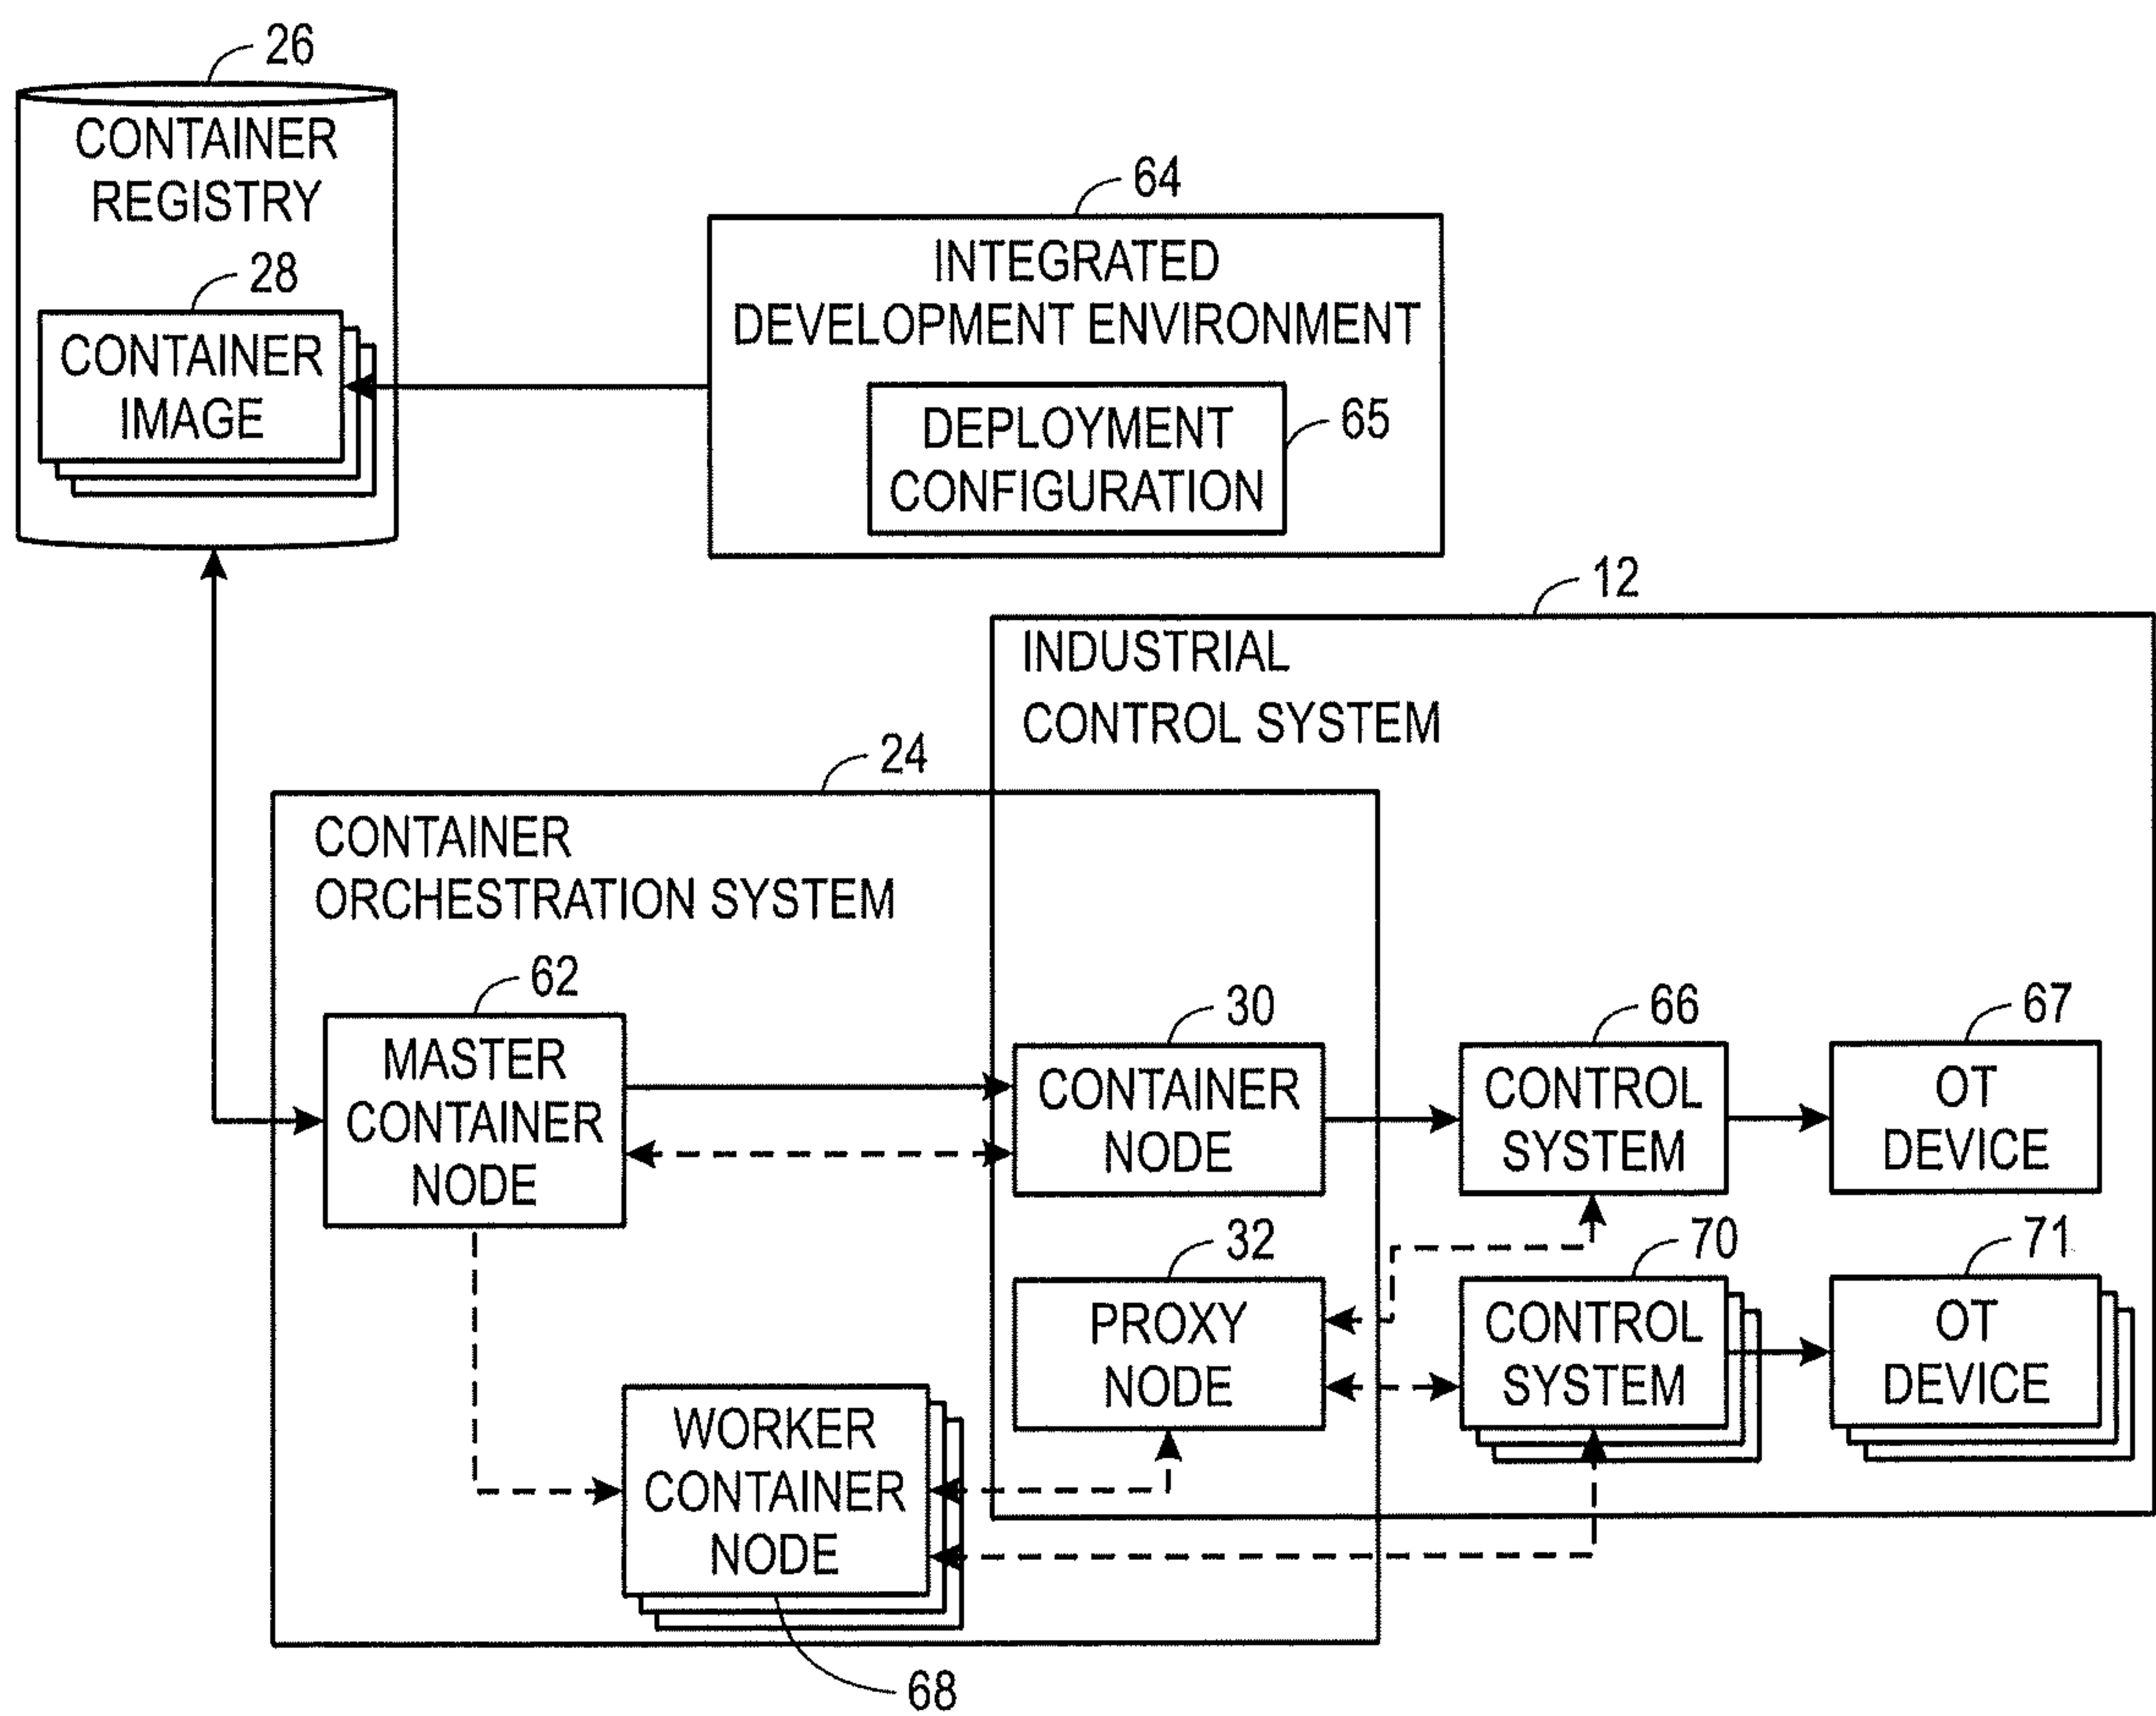 26
CONTAINER
REGISTRY
28
CONTAINER
IMAGE
64
INTEGRATED
DEVELOPMENT ENVIRONMENT
DEPLOYMENT
CONFIGURATION
65
12
INDUSTRIAL
CONTROL SYSTEM
24
CONTAINER
ORCHESTRATION SYSTEM
62
MASTER
CONTAINER
NODE
30
CONTAINER
NODE
66
CONTROL
SYSTEM
67
OT
DEVICE
32
PROXY
NODE
70
CONTROL
SYSTEM
71
OT
DEVICE
WORKER
CONTAINER
NODE
68